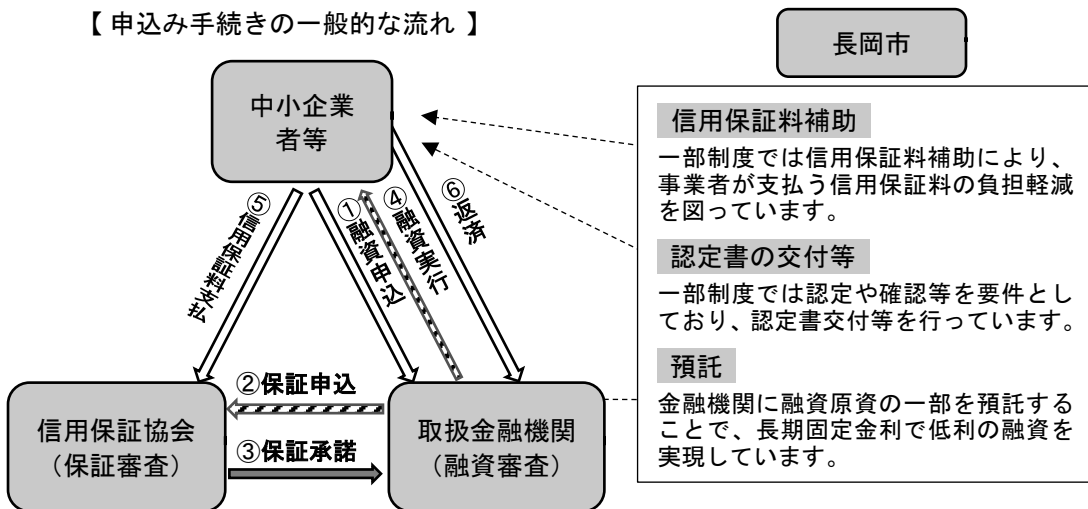 【 申込み手続きの一般的な流れ 】
長岡市
中小企業
者等
信用保証料補助
一部制度では信用保証料補助により、
事業者が支払う信用保証料の負担軽減
を図っています。
認定書の交付等
一部制度では認定や確認等を要件とし
ており、認定書交付等を行っています。
預託
金融機関に融資原資の一部を預託する
ことで、長期固定金利で低利の融資を
実現しています。
⑤信用保証料支払
①融資申込
④融資実行
⑥返済
②保証申込
③保証承諾
信用保証協会
（保証審査）
取扱金融機関
（融資審査）